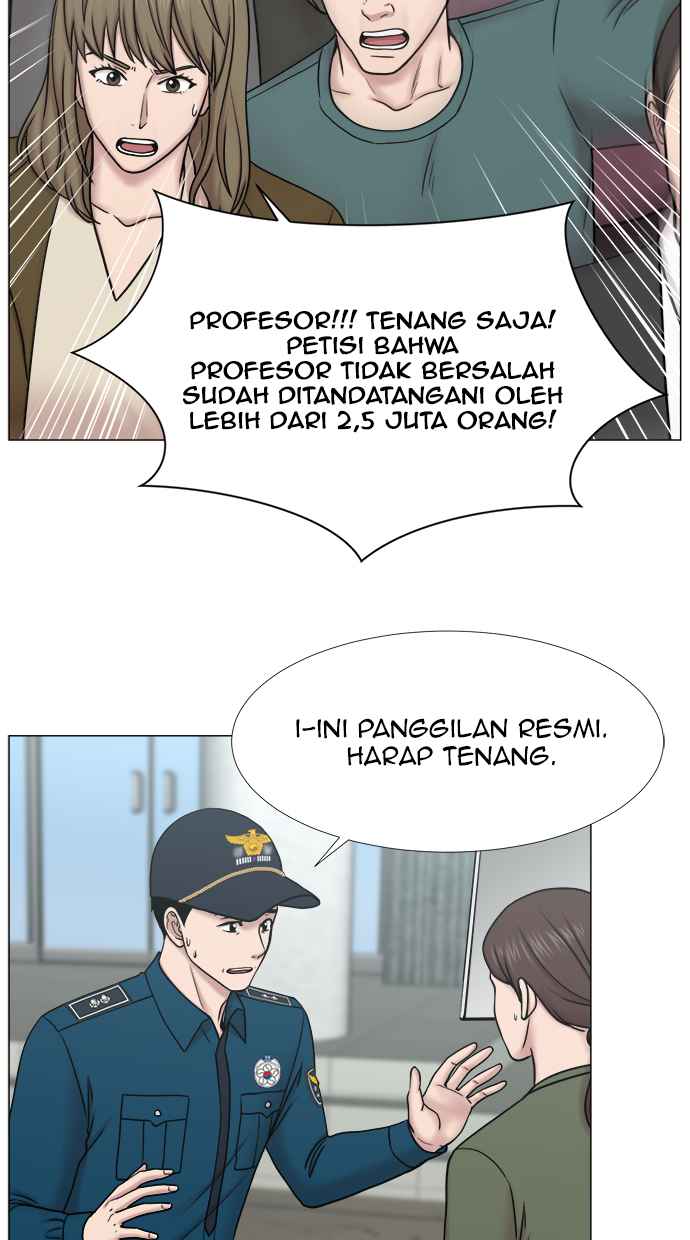 PROFESOR!!! TENANG SAJA!
PETISI BAHWA
PROFESOR TIDAK BERSALAH
SUDAH DITANDATANGANI OLEH
LEBIH DARI 2,5 JUTA ORANG!
I-INI PANGGILAN RESMI.
HARAP TENANG.